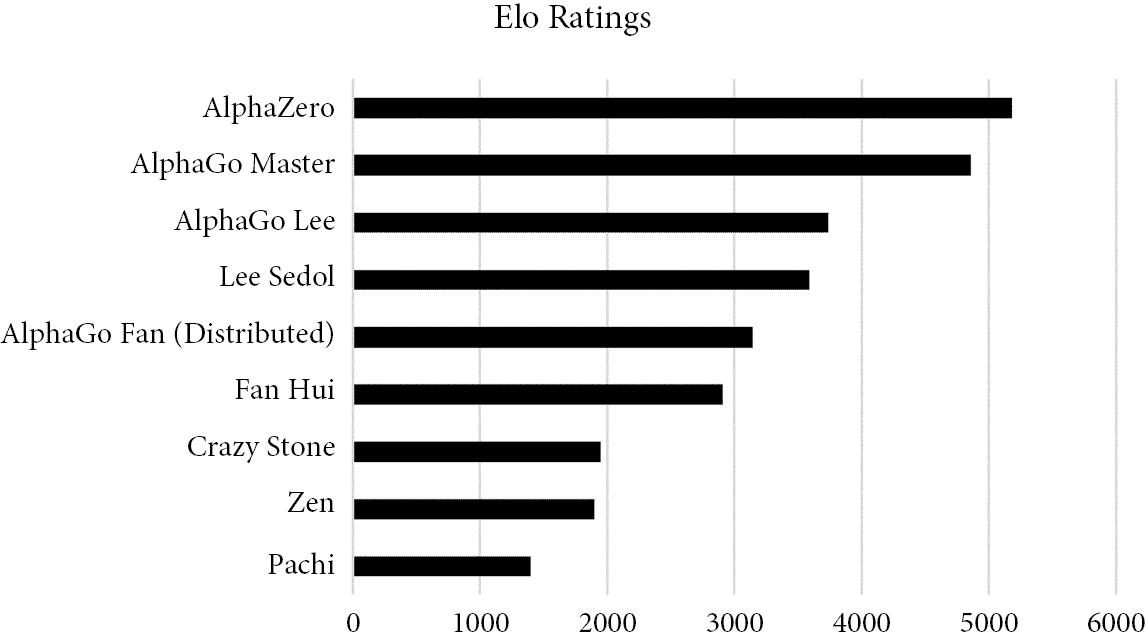 Elo Ratings
AlphaZero
AlphaGo Master
AlphaGo Lee
Lee Sedol
AlphaGo Fan (Distributed)
Fan Hui
Crazy Stone
Zen
Pachi
0 1000 2000 3000 4000 5000 6000